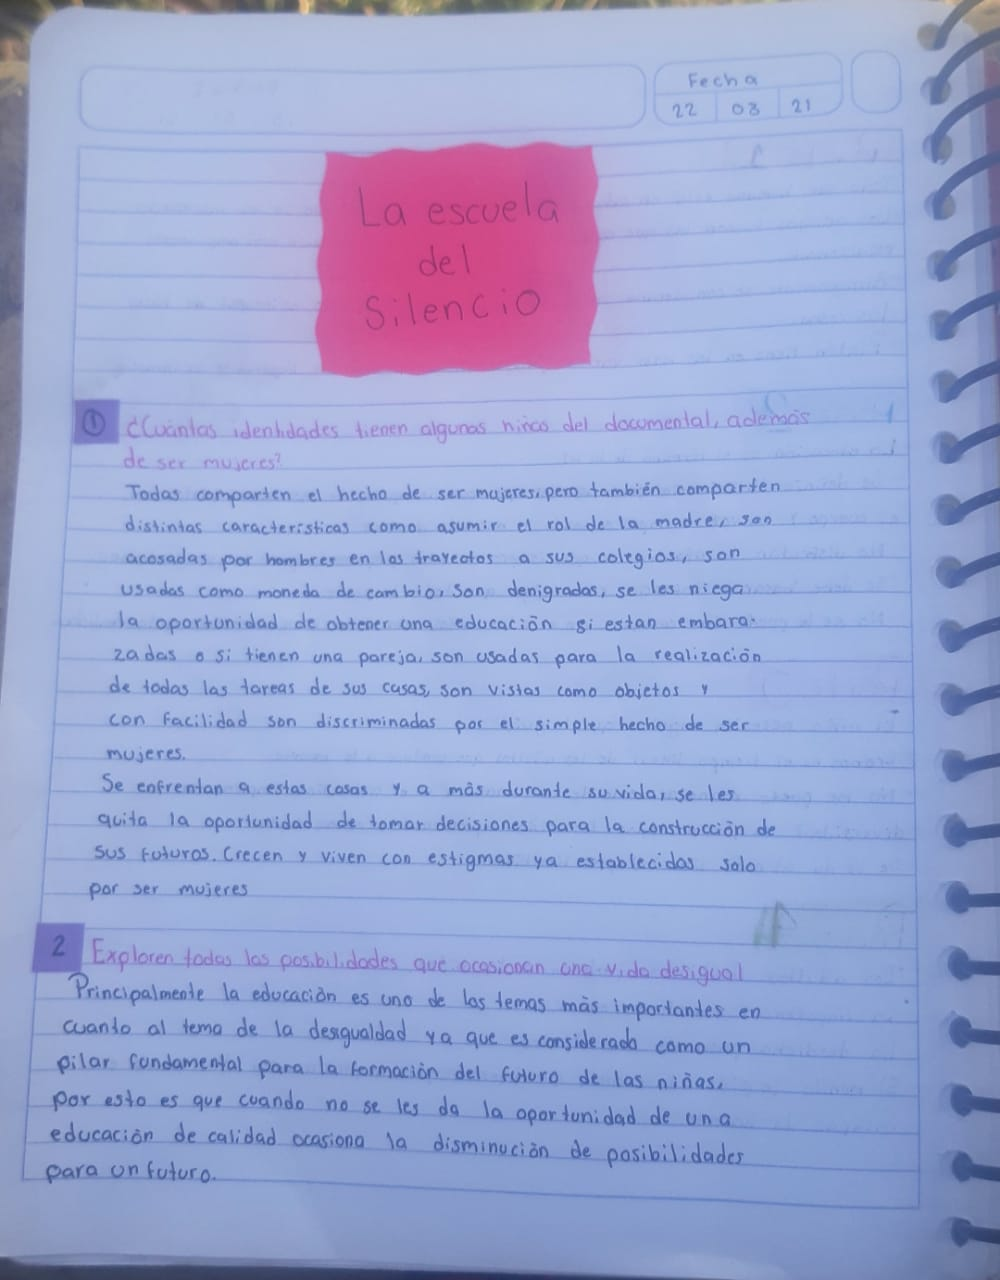 Fecha
22 03 21
La escuela
del
Silencio
① ¿Cuántas identidades tienen algunas niñas del documental, además
de ser mujeres?
Todas comparten el hecho de ser mujeres, pero también comparten
distintas características como asumir el rol de la madre, son
acosadas por hombres en los trayectos a sus colegios, son
usadas como moneda de cambio, son denigradas, se les niega
la oportunidad de obtener una educación si estan embara-
zadas o si tienen una pareja, son usadas para la realización
de todas las tareas de sus casas, son vistas como objetos y
con facilidad son discriminadas por el simple hecho de ser
mujeres.
Se enfrentan a estas cosas y a más durante su vida, se les
quita la oportunidad de tomar decisiones para la construcción de
sus futuros. Crecen y viven con estigmas ya establecidos solo
por ser mujeres
2 Exploren todas las posibilidades que ocasionan una vida desigual
Principalmente la educación es uno de los temas más importantes en
cuanto al tema de la desigualdad ya que es considerado como un
pilar fundamental para la formación del futuro de las niñas,
por esto es que cuando no se les da la oportunidad de una
educación de calidad ocasiona la disminución de posibilidades
para un futuro.